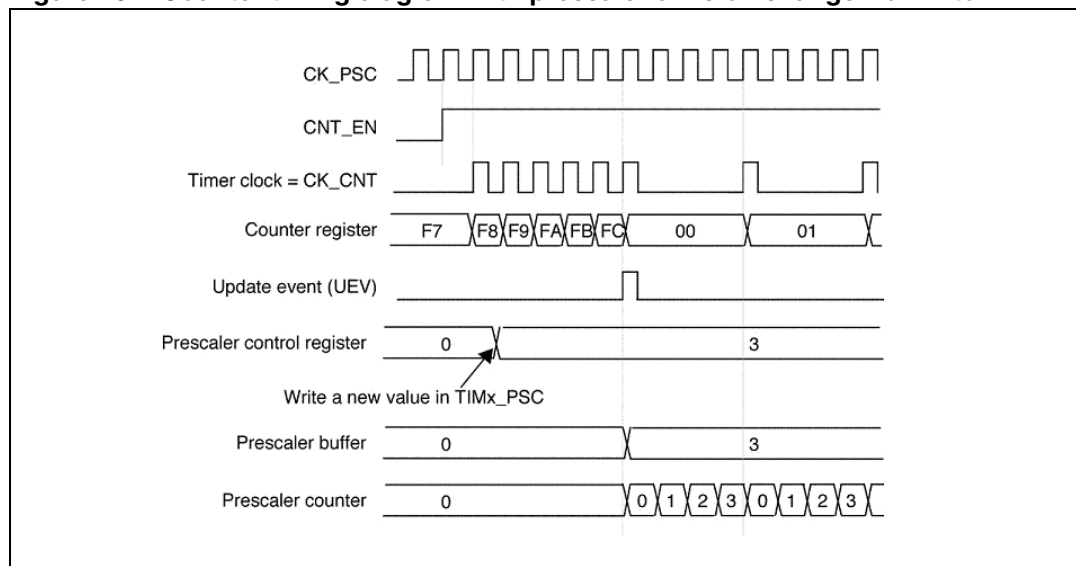 CK_PSC
CNT_EN
Timer clock = CK_CNT
Counter register F7 F8 F9 FA FB FC 00 01
Update event (UEV)
Prescaler control register 0 3
Write a new value in TIMx_PSC
Prescaler buffer 0 3
Prescaler counter 0 0 1 2 3 0 1 2 3